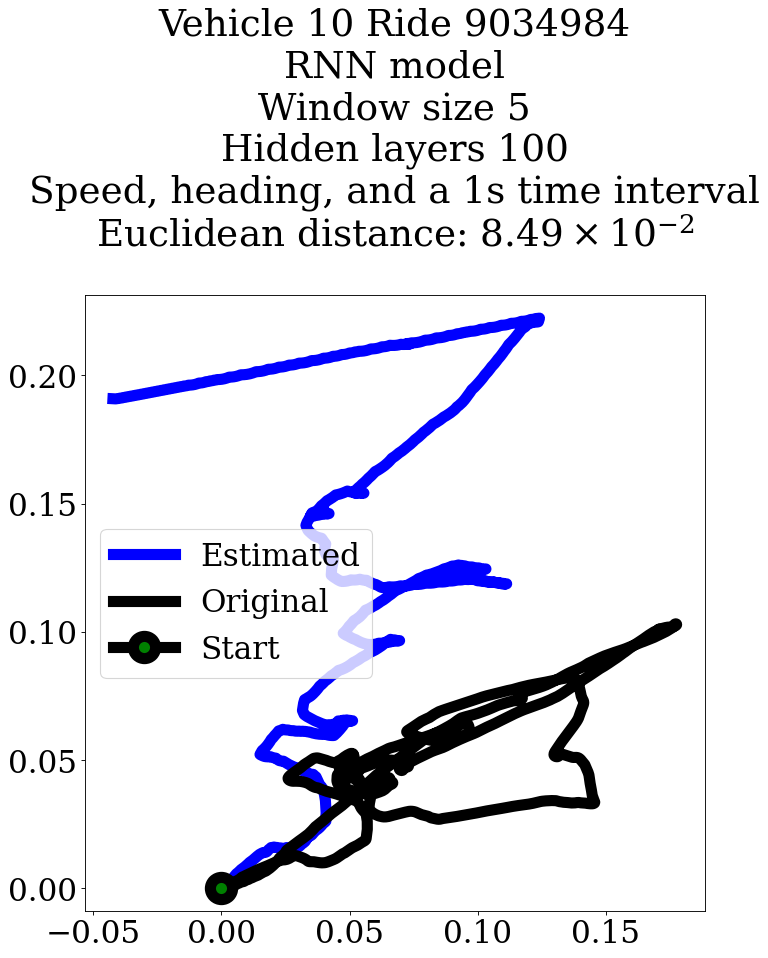 Vehicle 10 Ride 9034984
RNN model
Window size 5
Hidden layers 100
Speed, heading, and a 1s time interval
Euclidean distance: 8.49 × 10⁻²
0.20
0.15
0.10
0.05
0.00
Estimated
Original
Start
−0.05 0.00 0.05 0.10 0.15